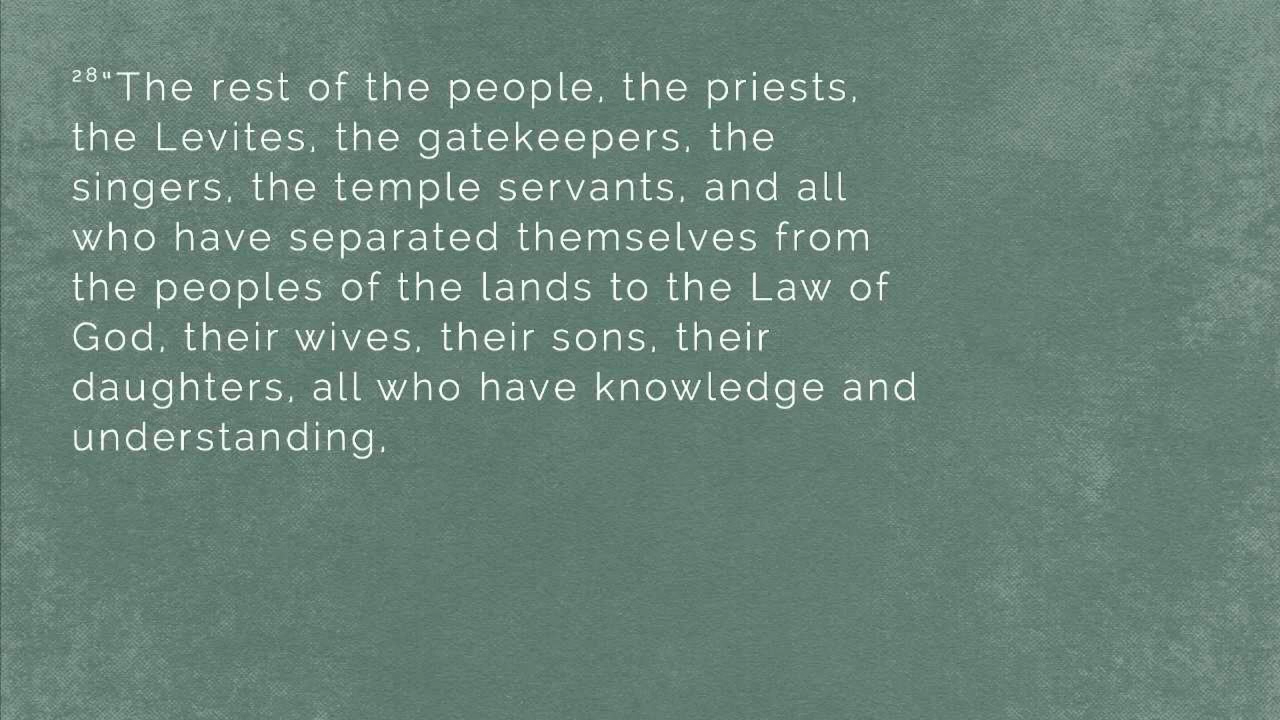 ²⁸“The rest of the people, the priests,
the Levites, the gatekeepers, the
singers, the temple servants, and all
who have separated themselves from
the peoples of the lands to the Law of
God, their wives, their sons, their
daughters, all who have knowledge and
understanding,